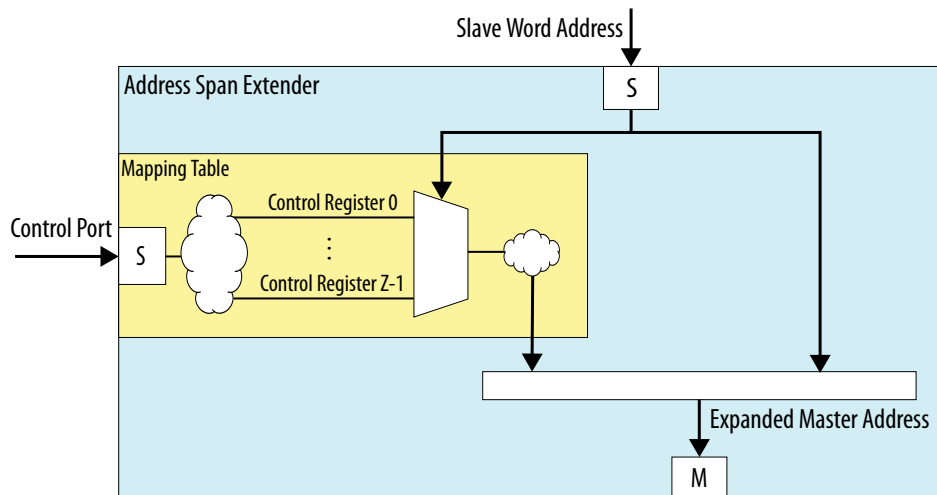 Slave Word Address
Address Span Extender
S
Mapping Table
Control Register 0
Control Port
S
⋮
Control Register Z-1
Expanded Master Address
M